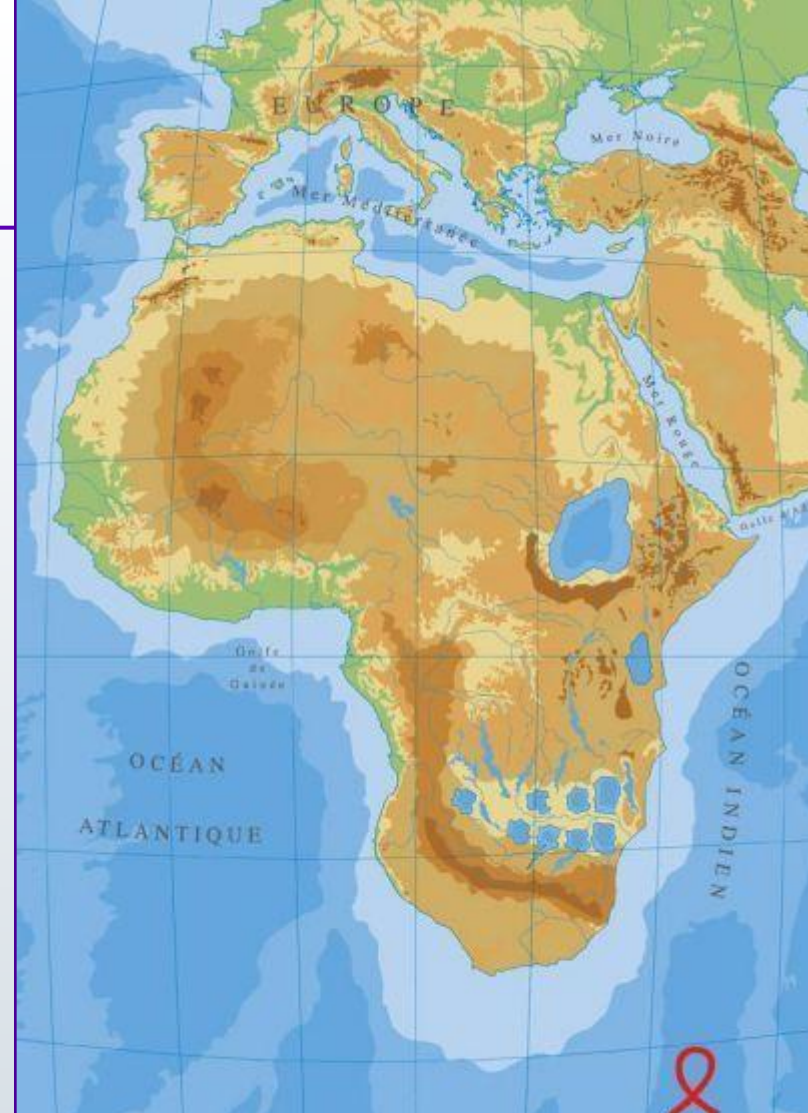 EUROPE
Mer Noire
Mer Méditerranée
Mer Rouge
Golfe
de
Guinée
OCÉAN
ATLANTIQUE
OCÉAN INDIEN